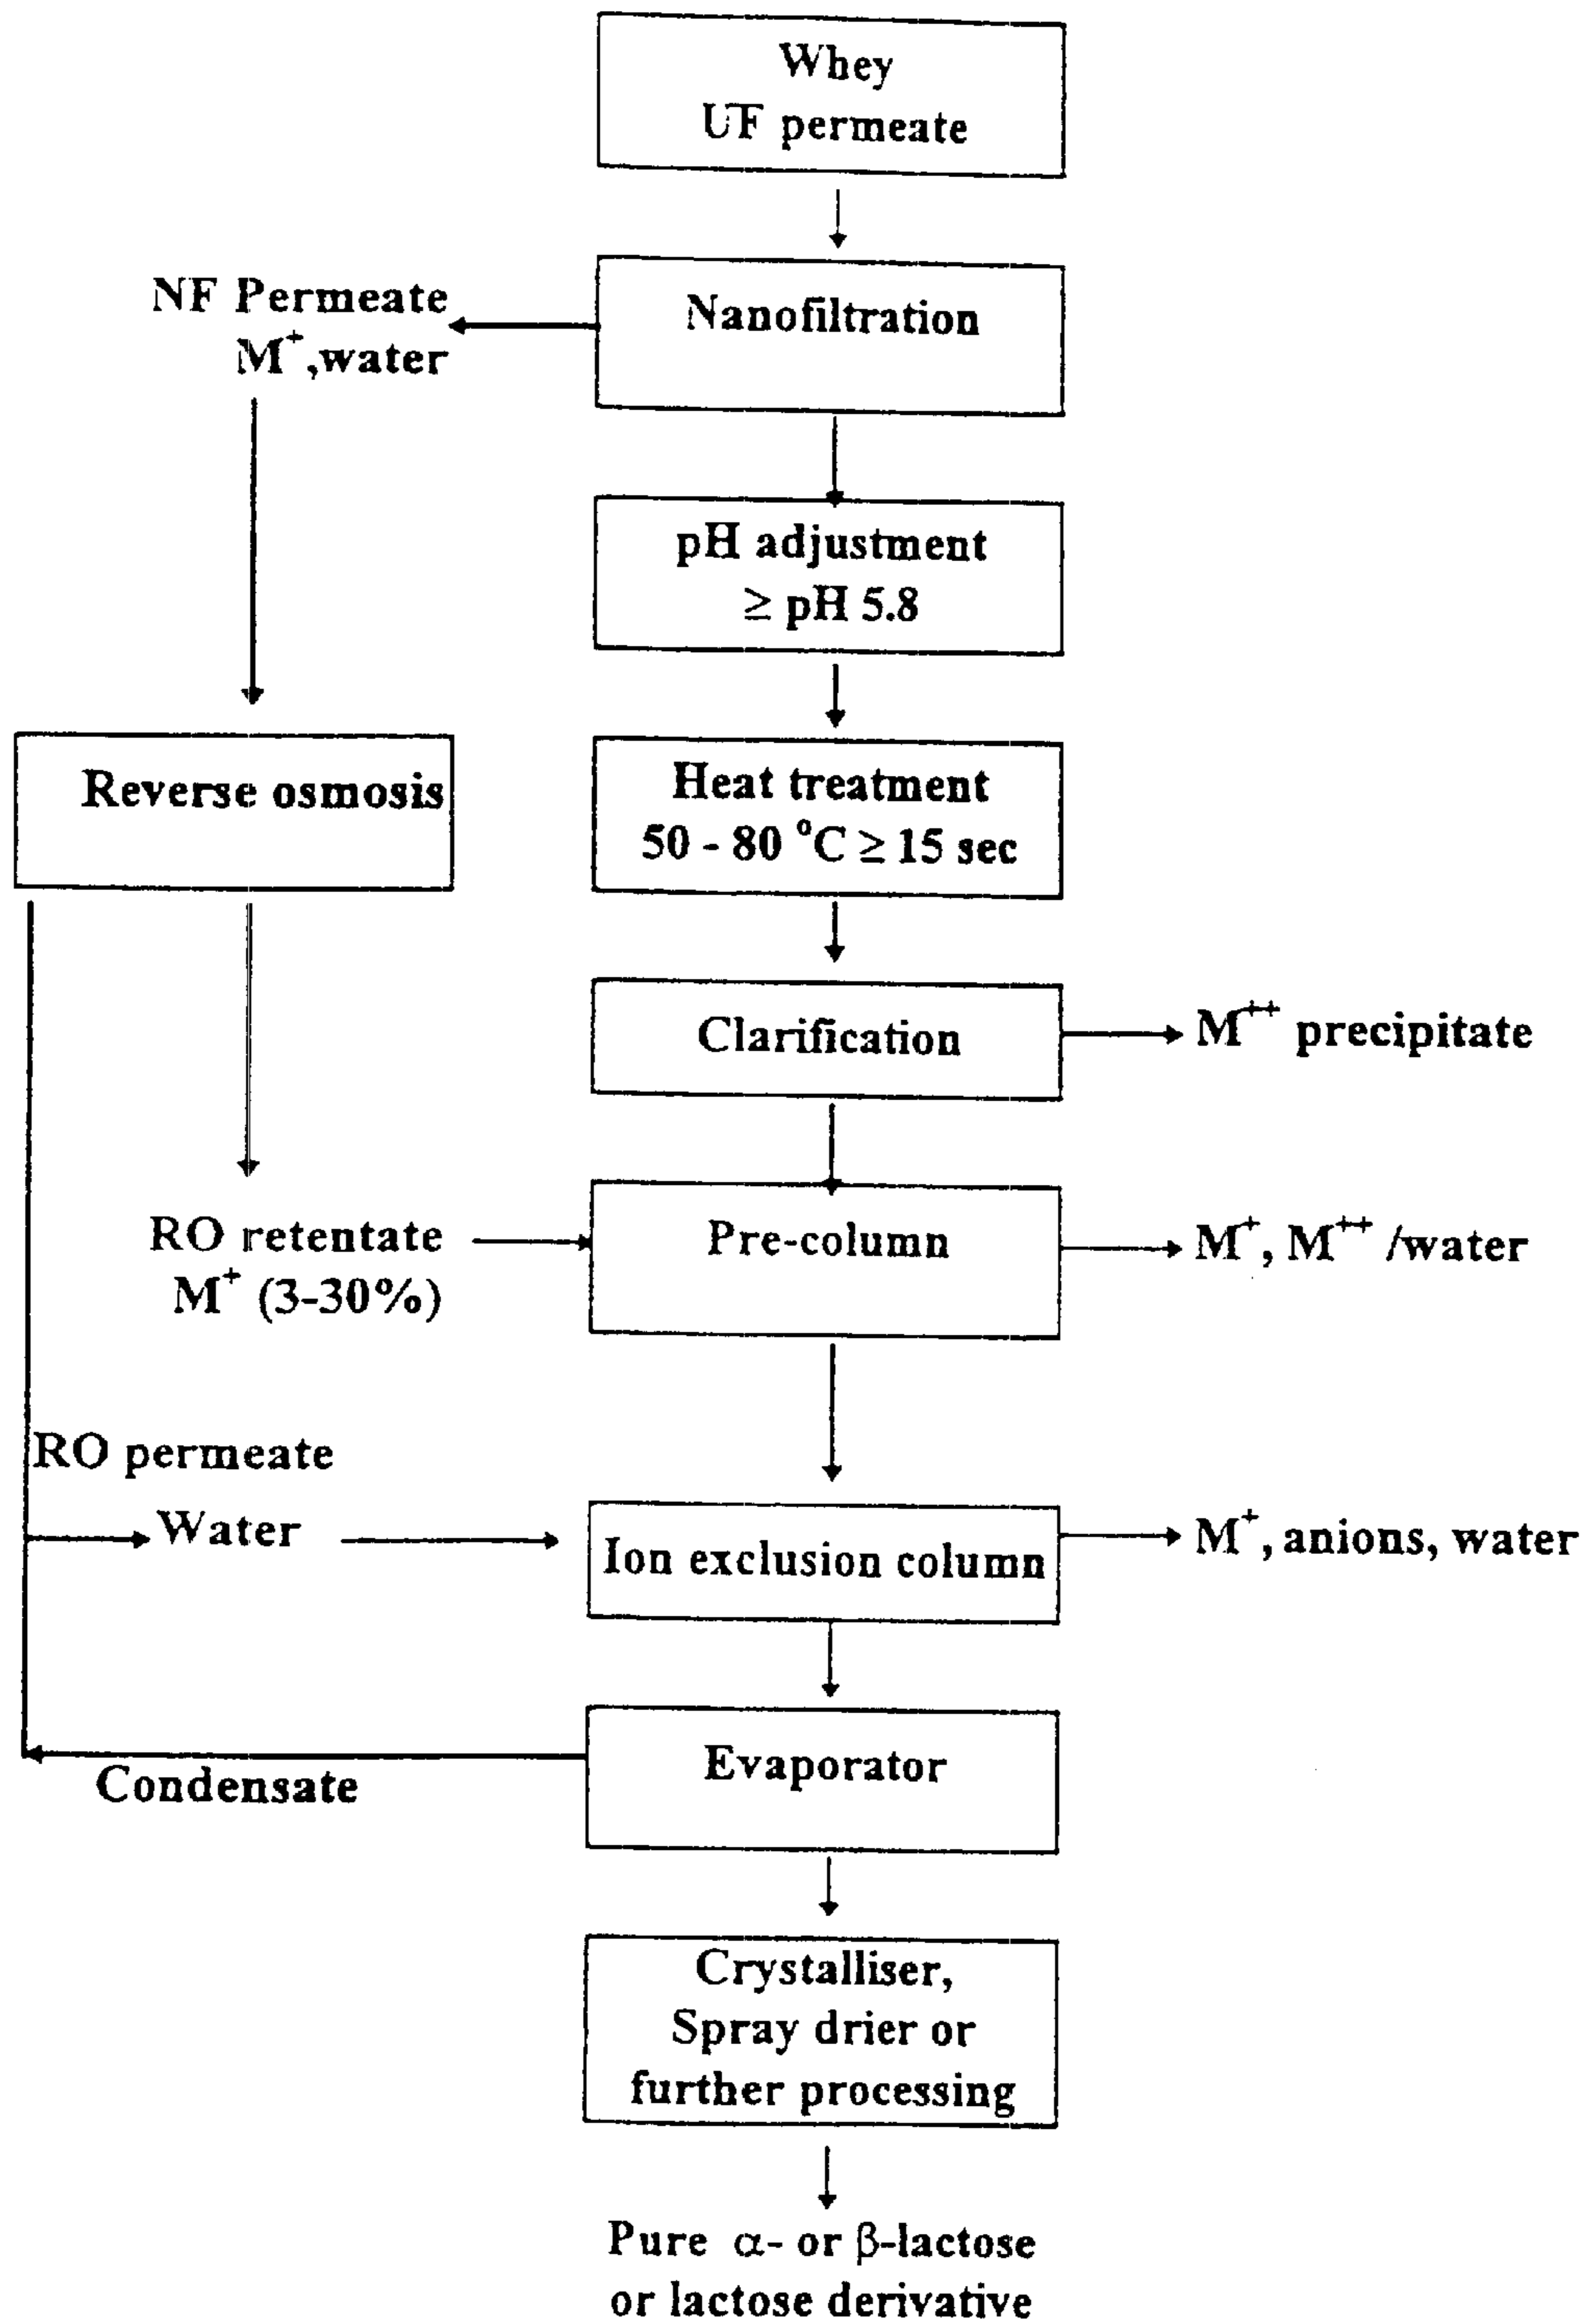 Whey
UF permeate
NF Permeate
M⁺,water
Nanofiltration
pH adjustment
≥ pH 5.8
Reverse osmosis
Heat treatment
50 - 80 °C ≥ 15 sec
Clarification
M⁺⁺ precipitate
RO retentate
M⁺ (3-30%)
Pre-column
M⁺, M⁺⁺ /water
RO permeate
Water
Ion exclusion column
M⁺, anions, water
Evaporator
Condensate
Crystalliser,
Spray drier or
further processing
Pure α- or β-lactose
or lactose derivative